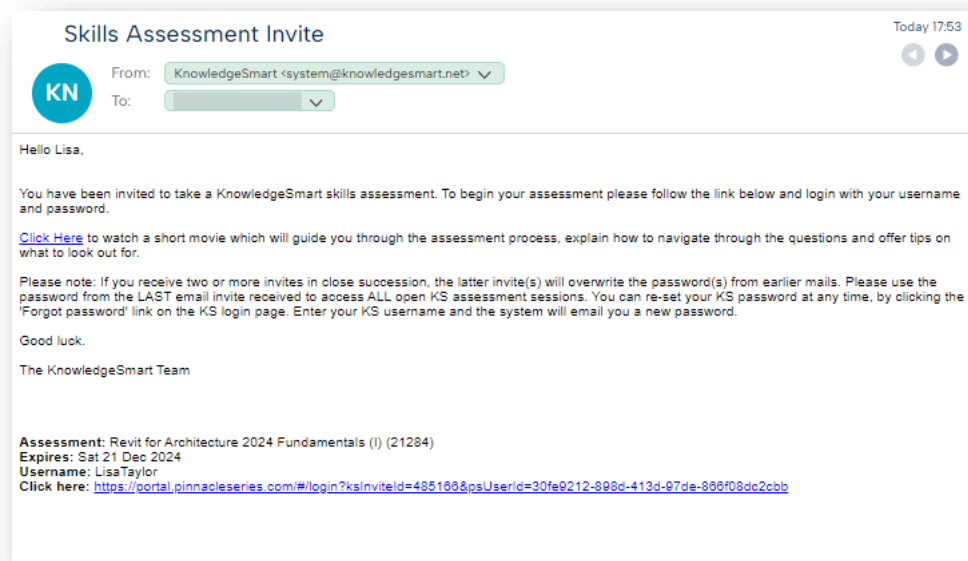 Skills Assessment Invite
Today 17:53
KN
From: KnowledgeSmart <system@knowledgesmart.net>
To:
Hello Lisa,
You have been invited to take a KnowledgeSmart skills assessment. To begin your assessment please follow the link below and login with your username
and password.
Click Here to watch a short movie which will guide you through the assessment process, explain how to navigate through the questions and offer tips on
what to look out for.
Please note: If you receive two or more invites in close succession, the latter invite(s) will overwrite the password(s) from earlier mails. Please use the
password from the LAST email invite received to access ALL open KS assessment sessions. You can re-set your KS password at any time, by clicking the
'Forgot password' link on the KS login page. Enter your KS username and the system will email you a new password.
Good luck.
The KnowledgeSmart Team
Assessment: Revit for Architecture 2024 Fundamentals (I) (21284)
Expires: Sat 21 Dec 2024
Username: LisaTaylor
Click here: https://portal.pinnacleseries.com/#/login?ksInviteId=485166&psUserId=30fe9212-898d-413d-97de-866f08dc2cbb